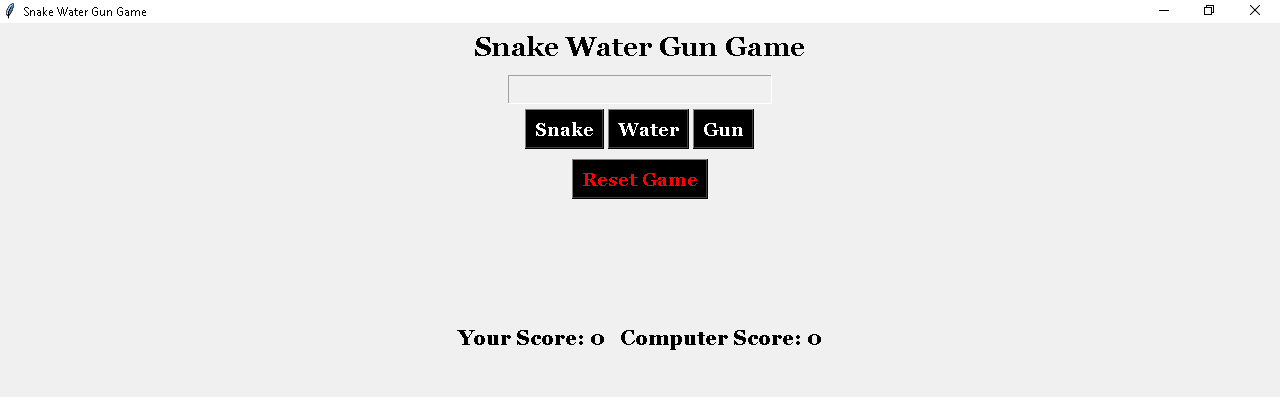 Snake Water Gun Game
Snake Water Gun Game
Snake Water Gun
Reset Game
Your Score: 0 Computer Score: 0